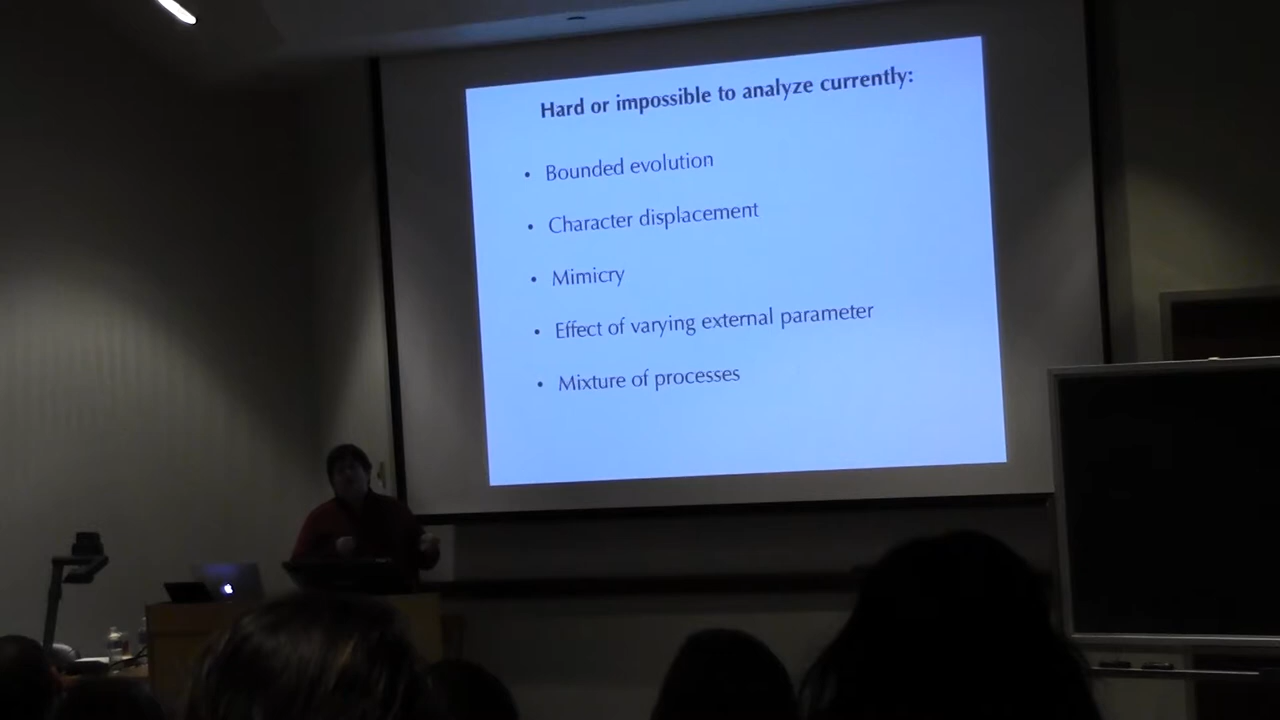 Hard or impossible to analyze currently:
• Bounded evolution
• Character displacement
• Mimicry
• Effect of varying external parameter
• Mixture of processes